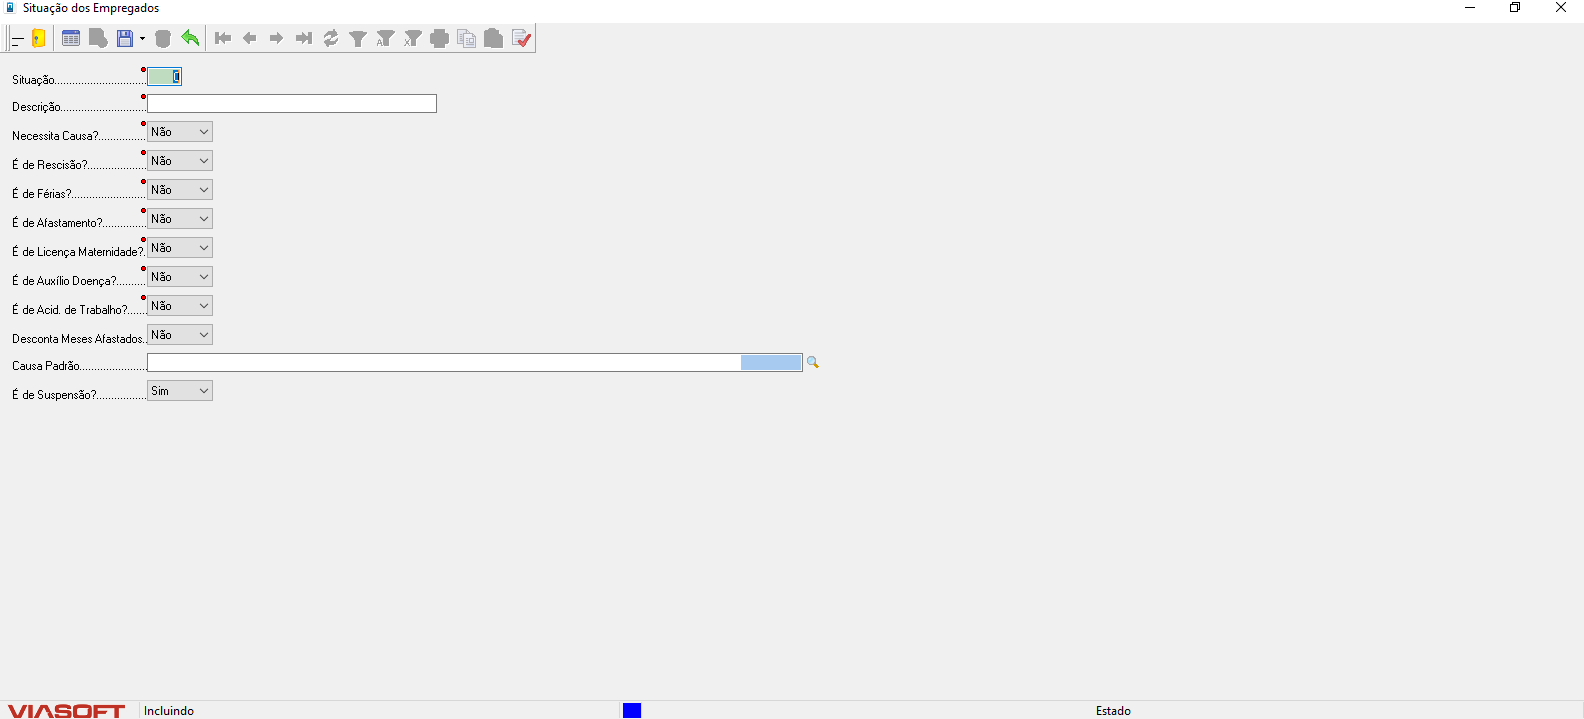 Situação dos Empregados
Situação...............................
Descrição.............................
Necessita Causa?................ Não
É de Rescisão?.................... Não
É de Férias?......................... Não
É de Afastamento?............... Não
É de Licença Maternidade?. Não
É de Auxílio Doença?.......... Não
É de Acid. de Trabalho?...... Não
Desconta Meses Afastados.. Não
Causa Padrão.......................
É de Suspensão?................. Sim
VIASOFT Incluindo Estado